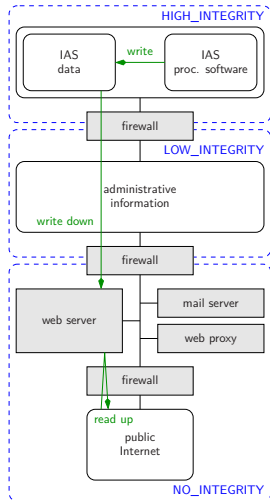 HIGH_INTEGRITY
IAS
data
write
IAS
proc. software
firewall
LOW_INTEGRITY
administrative
information
write down
firewall
web server
mail server
web proxy
firewall
read up
public
Internet
NO_INTEGRITY